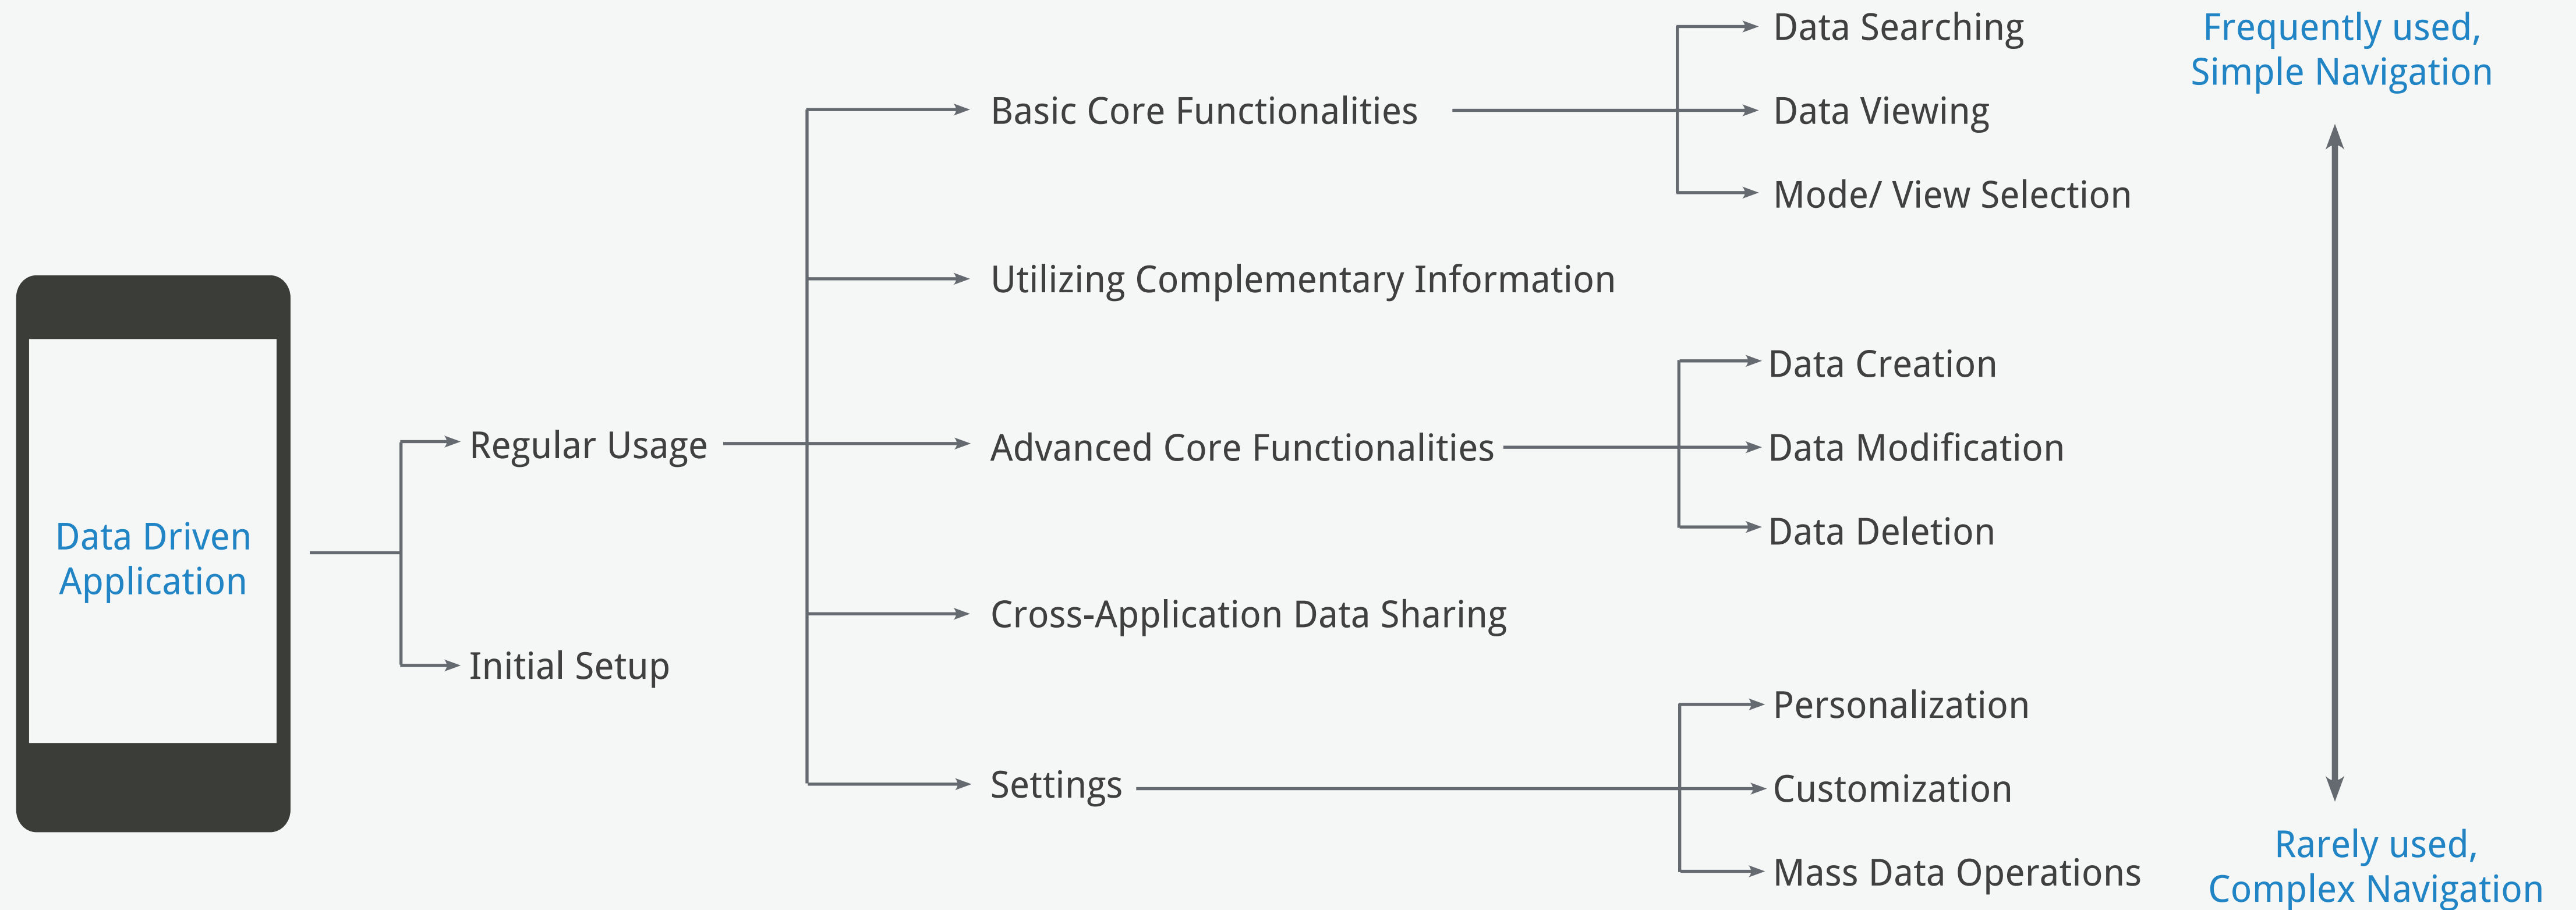 Data Driven
Application
Regular Usage
Initial Setup
Basic Core Functionalities
Utilizing Complementary Information
Advanced Core Functionalities
Cross-Application Data Sharing
Settings
Data Searching
Data Viewing
Mode/ View Selection
Data Creation
Data Modification
Data Deletion
Personalization
Customization
Mass Data Operations
Frequently used,
Simple Navigation
Rarely used,
Complex Navigation